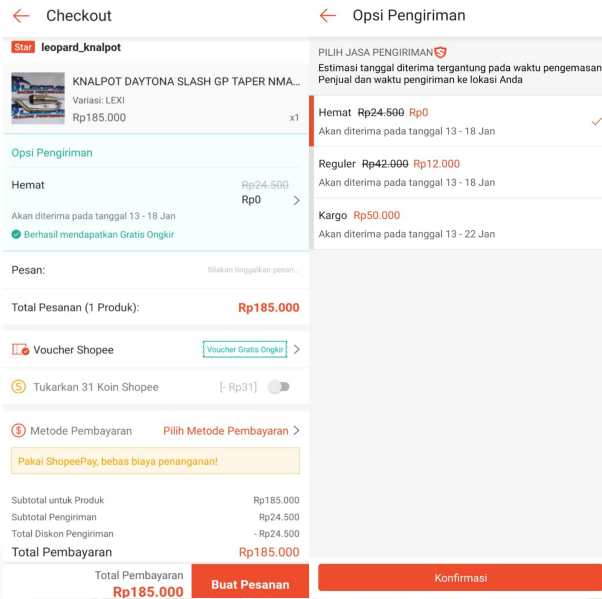 Checkout
Star leopard_knalpot
KNALPOT DAYTONA SLASH GP TAPER NMA...
Variasi: LEXI
Rp185.000 x1
Opsi Pengiriman
Hemat Rp24.500
Rp0
Akan diterima pada tanggal 13 - 18 Jan
Berhasil mendapatkan Gratis Ongkir
Pesan: Silakan tinggalkan pesan...
Total Pesanan (1 Produk): Rp185.000
Voucher Shopee Voucher Gratis Ongkir
Tukarkan 31 Koin Shopee [- Rp31]
Metode Pembayaran Pilih Metode Pembayaran
Pakai ShopeePay, bebas biaya penanganan!
Subtotal untuk Produk Rp185.000
Subtotal Pengiriman Rp24.500
Total Diskon Pengiriman - Rp24.500
Total Pembayaran Rp185.000
Total Pembayaran
Rp185.000
Buat Pesanan
Opsi Pengiriman
PILIH JASA PENGIRIMAN
Estimasi tanggal diterima tergantung pada waktu pengemasan
Penjual dan waktu pengiriman ke lokasi Anda
Hemat Rp24.500 Rp0
Akan diterima pada tanggal 13 - 18 Jan
Reguler Rp42.000 Rp12.000
Akan diterima pada tanggal 13 - 18 Jan
Kargo Rp50.000
Akan diterima pada tanggal 13 - 22 Jan
Konfirmasi